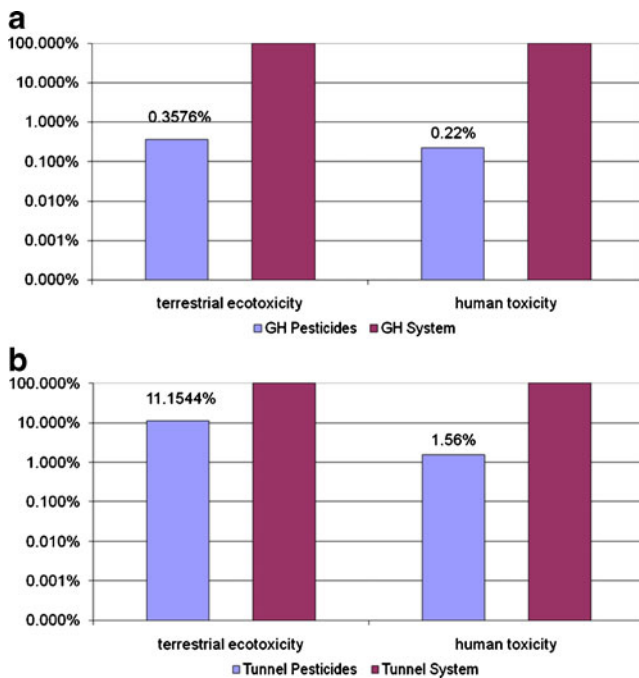 a
100.000%
10.000%
1.000%
0.100%
0.010%
0.001%
0.000%
0.3576%
0.22%
terrestrial ecotoxicity
human toxicity
GH Pesticides
GH System
b
100.000%
10.000%
1.000%
0.100%
0.010%
0.001%
0.000%
11.1544%
1.56%
terrestrial ecotoxicity
human toxicity
Tunnel Pesticides
Tunnel System